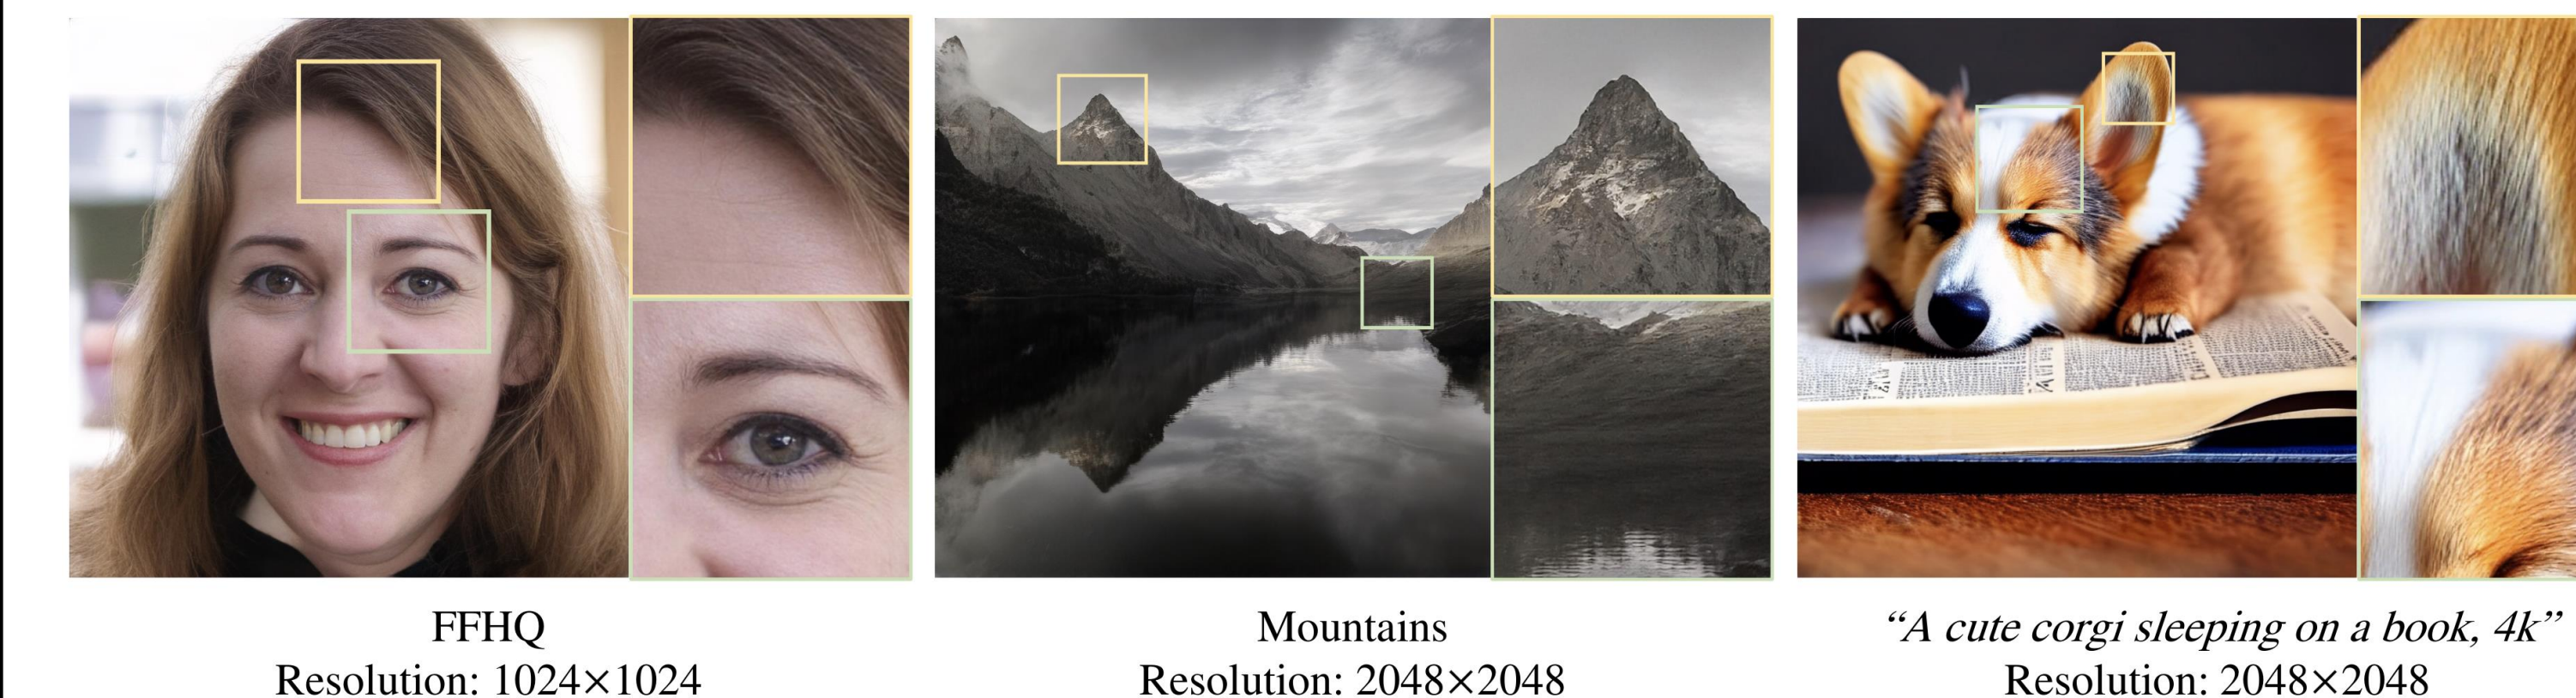 FFHQ
Resolution: 1024×1024
Mountains
Resolution: 2048×2048
“A cute corgi sleeping on a book, 4k”
Resolution: 2048×2048